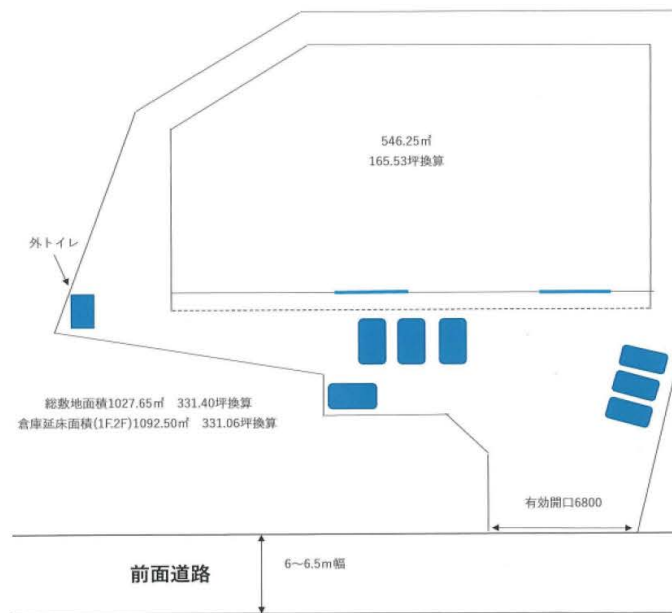 546.25㎡
165.53坪換算
外トイレ
総敷地面積1027.65㎡　331.40坪換算
倉庫延床面積(1F.2F)1092.50㎡　331.06坪換算
有効開口6800
前面道路
6～6.5m幅